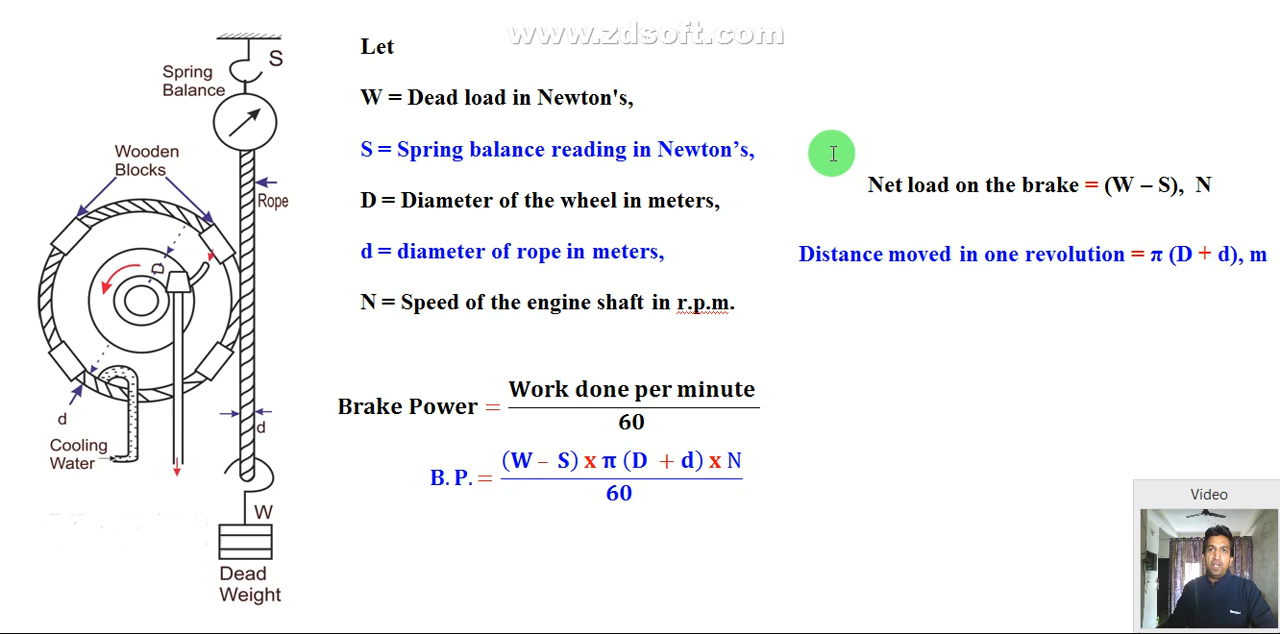 www.zdsoft.com
Let
S
Spring
Balance
W = Dead load in Newton's,
Wooden
Blocks
S = Spring balance reading in Newton’s,
Net load on the brake = (W – S), N
Rope
D = Diameter of the wheel in meters,
d = diameter of rope in meters,
Distance moved in one revolution = π (D + d), m
D
N = Speed of the engine shaft in r.p.m.
Brake Power = Work done per minute
60
d
d
Cooling
Water
B. P. = (W – S) x π (D + d) x N
60
W
Dead
Weight
Video